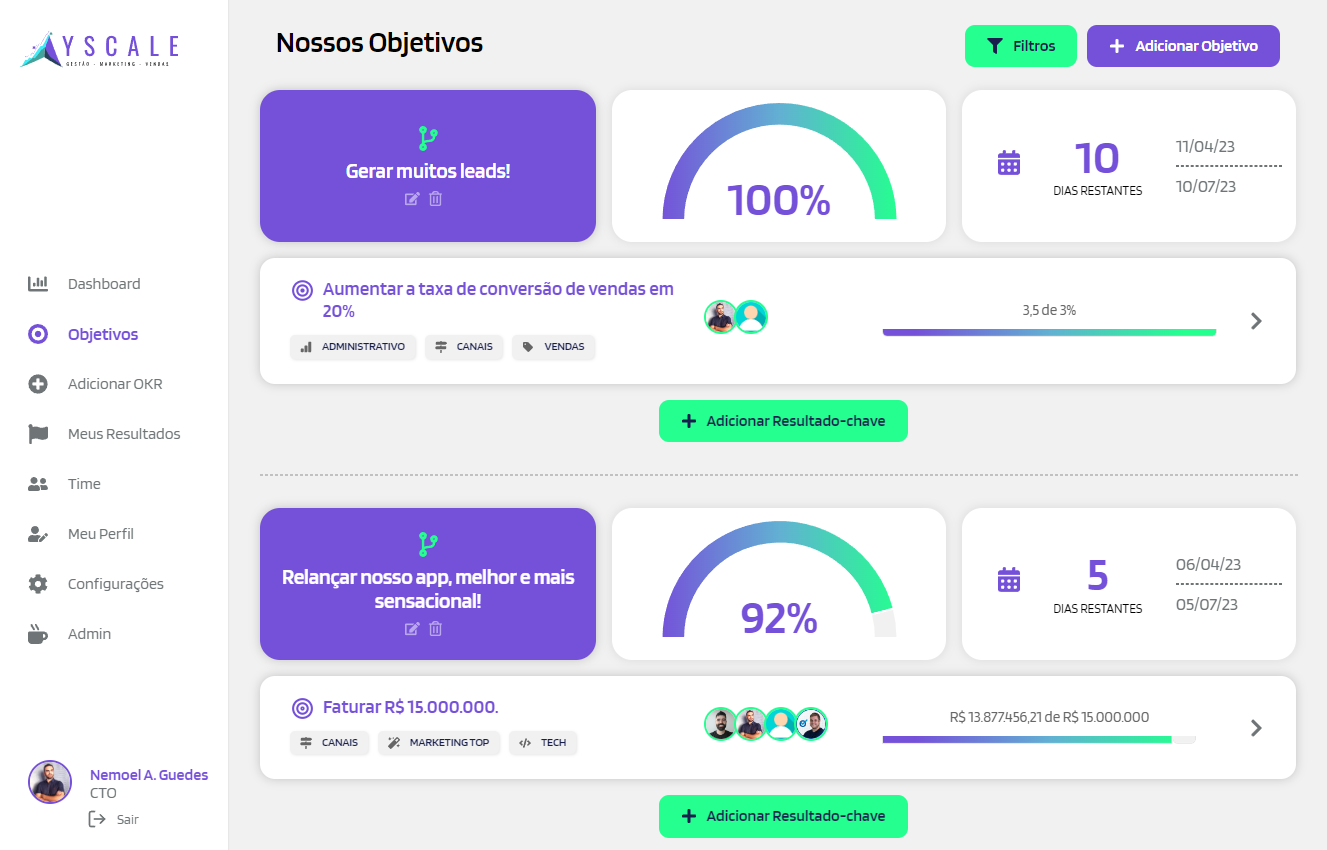 YSCALE
GESTÃO - MARKETING - VENDAS
Dashboard
Objetivos
Adicionar OKR
Meus Resultados
Time
Meu Perfil
Configurações
Admin
Nemoel A. Guedes
CTO
Sair
Nossos Objetivos
Filtros
Adicionar Objetivo
Gerar muitos leads!
100%
10
DIAS RESTANTES
11/04/23
10/07/23
Aumentar a taxa de conversão de vendas em
20%
ADMINISTRATIVO
CANAIS
VENDAS
3,5 de 3%
Adicionar Resultado-chave
Relançar nosso app, melhor e mais
sensacional!
92%
5
DIAS RESTANTES
06/04/23
05/07/23
Faturar R$ 15.000.000.
CANAIS
MARKETING TOP
TECH
R$ 13.877.456,21 de R$ 15.000.000
Adicionar Resultado-chave